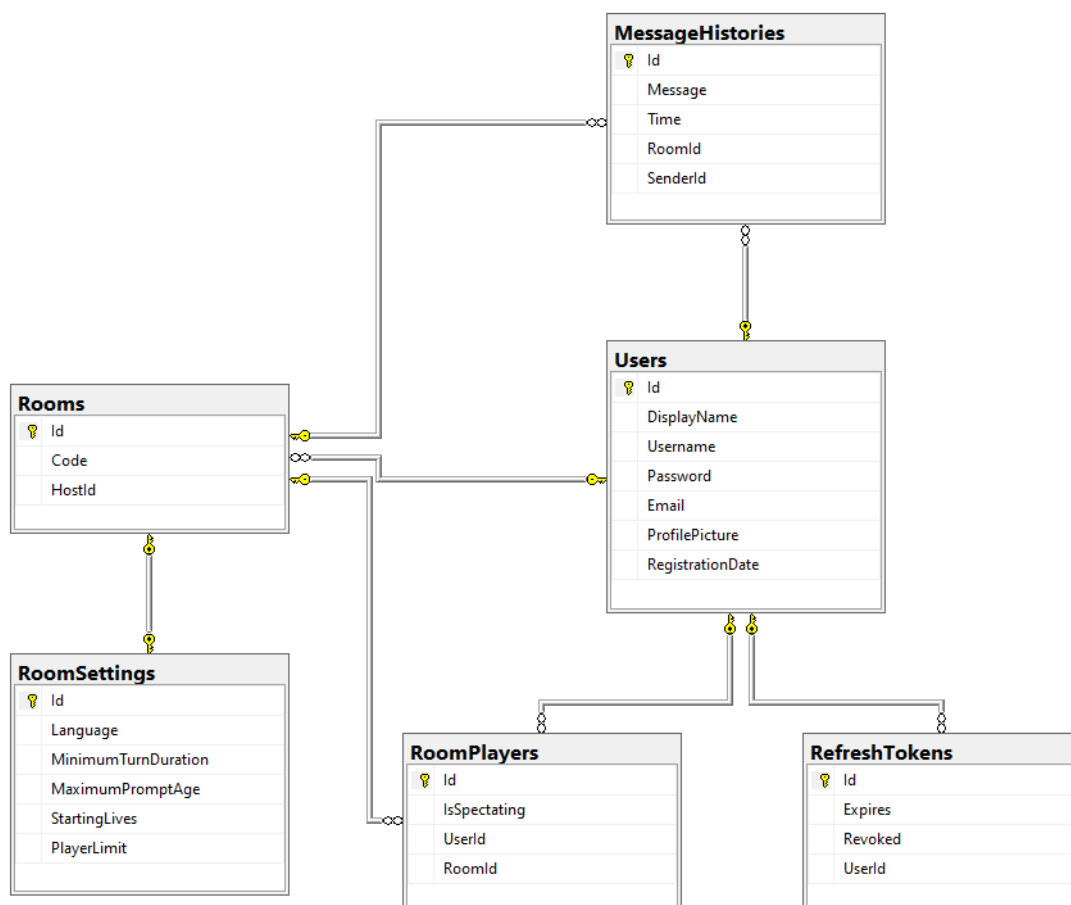 MessageHistories
Id
Message
Time
RoomId
SenderId
Users
Id
DisplayName
Username
Password
Email
ProfilePicture
RegistrationDate
Rooms
Id
Code
HostId
RoomSettings
Id
Language
MinimumTurnDuration
MaximumPromptAge
StartingLives
PlayerLimit
RoomPlayers
Id
IsSpectating
UserId
RoomId
RefreshTokens
Id
Expires
Revoked
UserId